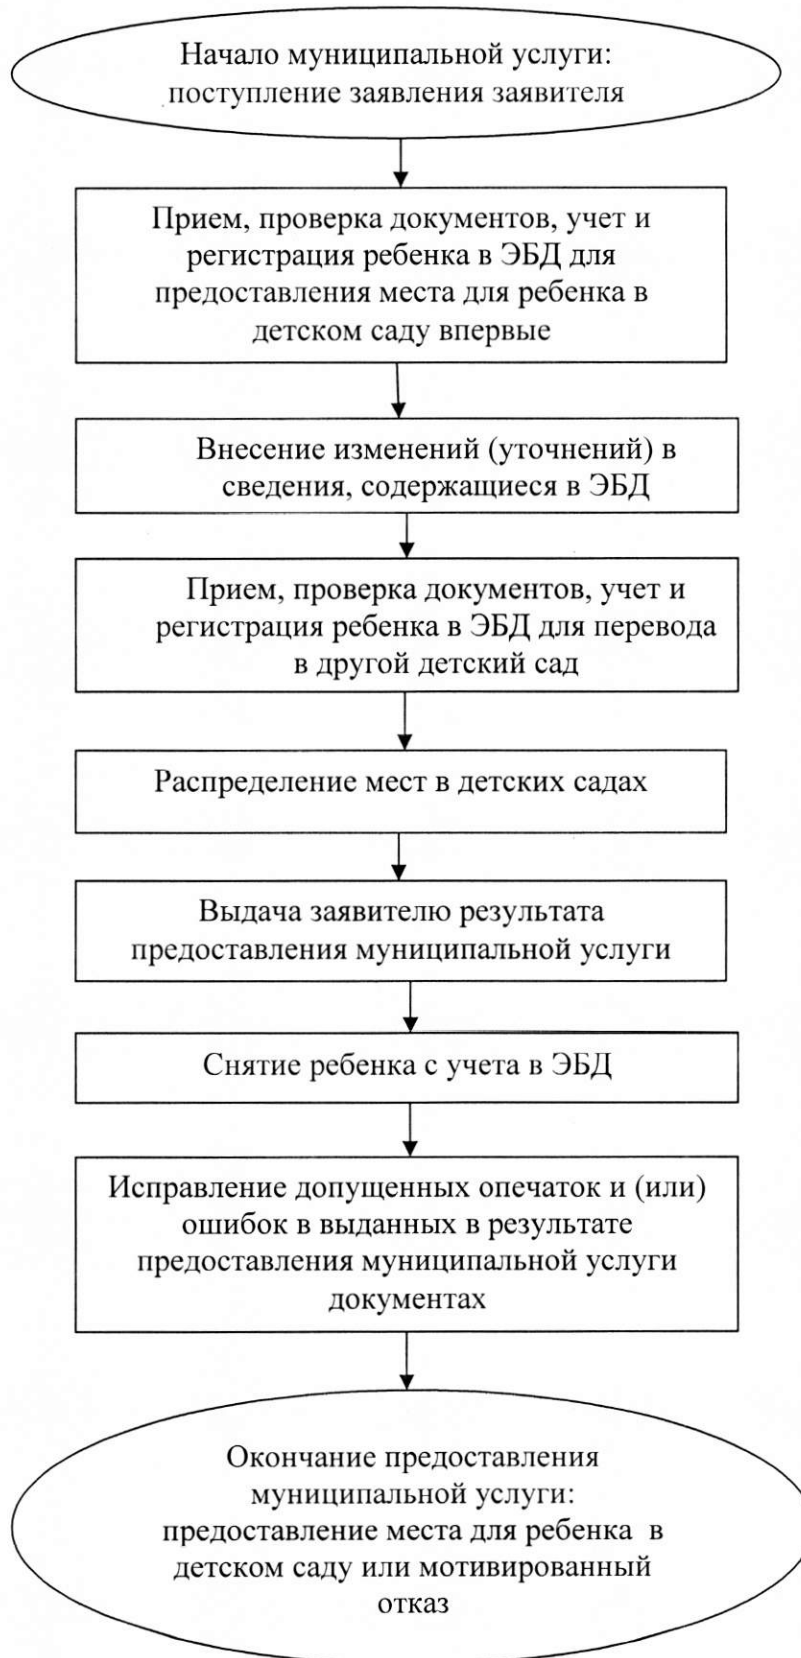 Начало муниципальной услуги:
поступление заявления заявителя
Прием, проверка документов, учет и
регистрация ребенка в ЭБД для
предоставления места для ребенка в
детском саду впервые
Внесение изменений (уточнений) в
сведения, содержащиеся в ЭБД
Прием, проверка документов, учет и
регистрация ребенка в ЭБД для перевода
в другой детский сад
Распределение мест в детских садах
Выдача заявителю результата
предоставления муниципальной услуги
Снятие ребенка с учета в ЭБД
Исправление допущенных опечаток и (или)
ошибок в выданных в результате
предоставления муниципальной услуги
документах
Окончание предоставления
муниципальной услуги:
предоставление места для ребенка в
детском саду или мотивированный
отказ